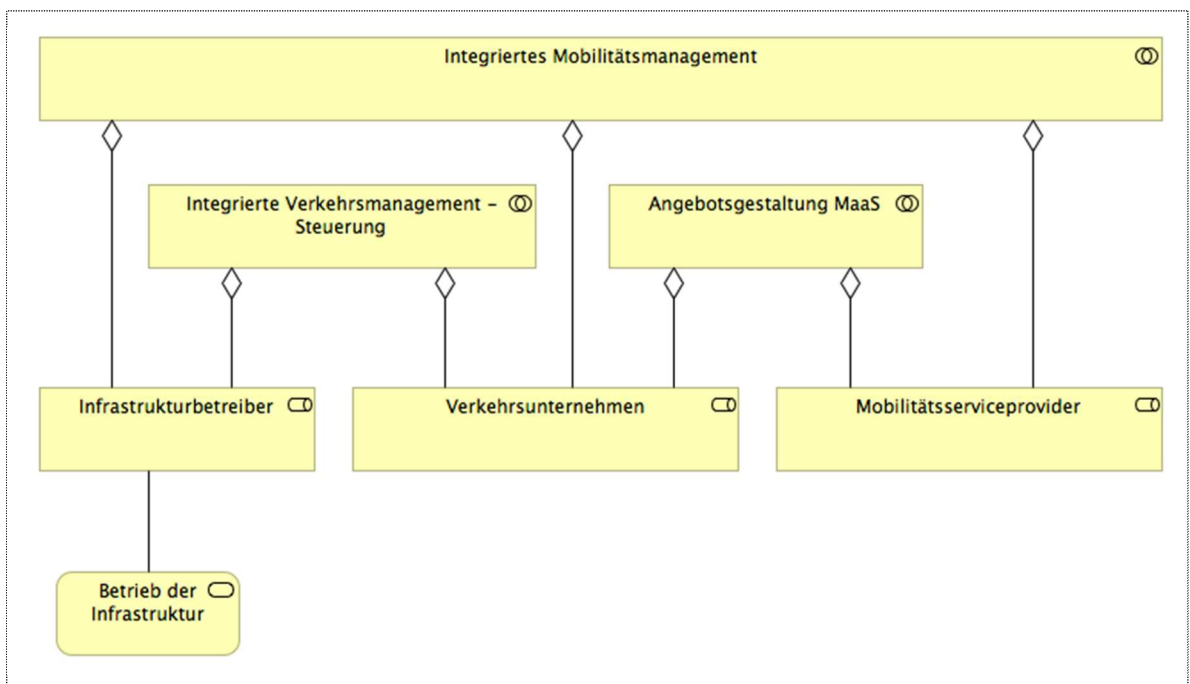 Integriertes Mobilitätsmanagement
Integrierte Verkehrsmanagement –
Steuerung
Angebotsgestaltung MaaS
Infrastrukturbetreiber
Verkehrsunternehmen
Mobilitätsserviceprovider
Betrieb der
Infrastruktur